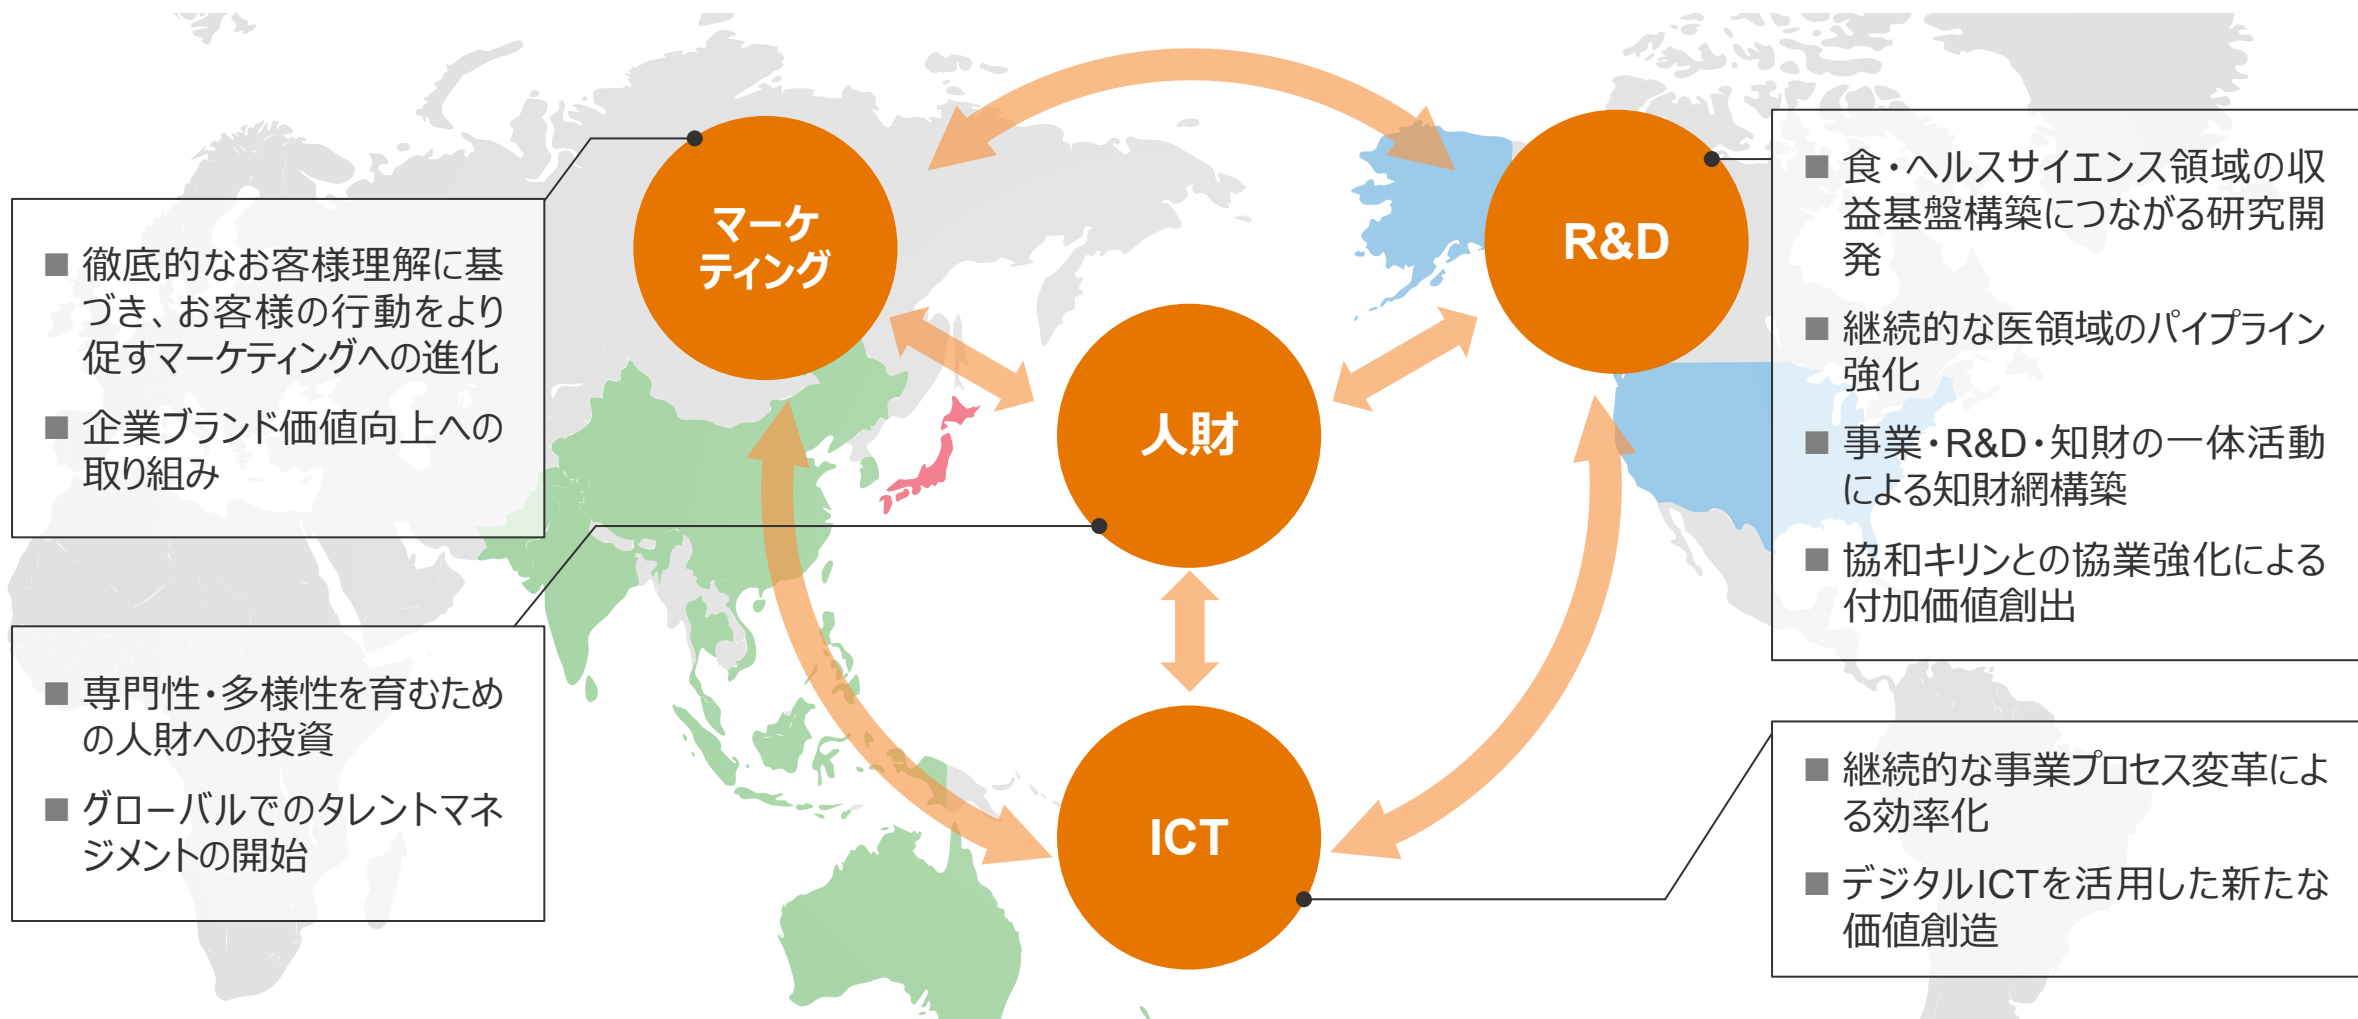 マーケ
ティング
R&D
人財
ICT
■ 徹底的なお客様理解に基
づき、お客様の行動をより
促すマーケティングへの進化
■ 企業ブランド価値向上への
取り組み
■ 専門性・多様性を育むため
の人財への投資
■ グローバルでのタレントマネ
ジメントの開始
■ 食・ヘルスサイエンス領域の収
益基盤構築につながる研究開
発
■ 継続的な医領域のパイプライン
強化
■ 事業・R&D・知財の一体活動
による知財網構築
■ 協和キリンとの協業強化による
付加価値創出
■ 継続的な事業プロセス変革によ
る効率化
■ デジタルICTを活用した新たな
価値創造